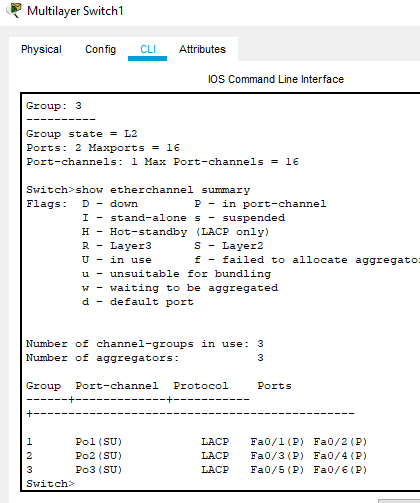 Multilayer Switch1
Physical Config CLI Attributes
IOS Command Line Interface
Group: 3
----------
Group state = L2
Ports: 2 Maxports = 16
Port-channels: 1 Max Port-channels = 16
Switch>show etherchannel summary
Flags:  D - down        P - in port-channel
        I - stand-alone s - suspended
        H - Hot-standby (LACP only)
        R - Layer3      S - Layer2
        U - in use      f - failed to allocate aggregator
        u - unsuitable for bundling
        w - waiting to be aggregated
        d - default port
Number of channel-groups in use: 3
Number of aggregators:           3
Group  Port-channel  Protocol    Ports
------+-------------+-----------
+----------------------------------------------
1      Po1(SU)           LACP   Fa0/1(P) Fa0/2(P)
2      Po2(SU)           LACP   Fa0/3(P) Fa0/4(P)
3      Po3(SU)           LACP   Fa0/5(P) Fa0/6(P)
Switch>